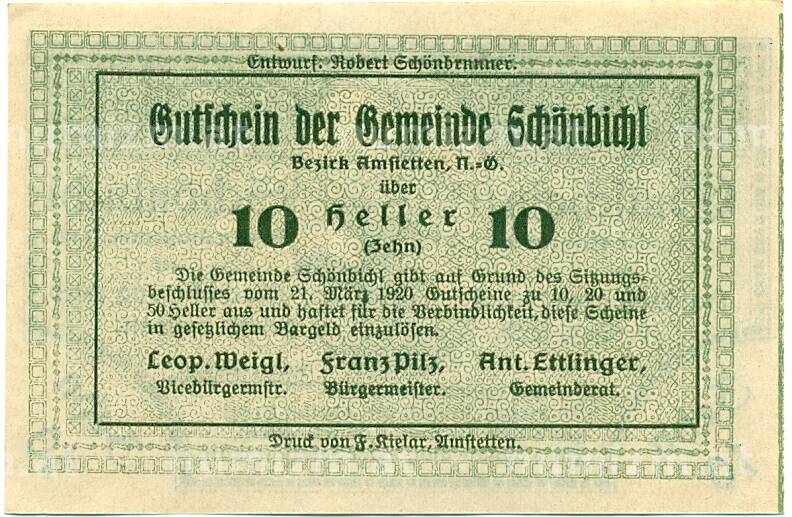 Entwurf: Robert Schönbrunner.
Gutschein der Gemeinde Schönbichl
Bezirk Amstetten, N.=Ö.
über
10 Heller 10
(Zehn)
Die Gemeinde Schönbichl gibt auf Grund des Sitzungs=
beschlusses vom 21. März 1920 Gutscheine zu 10, 20 und
50 Heller aus und haftet für die Verbindlichkeit, diese Scheine
in gesetzlichem Bargeld einzulösen.
Leop. Weigl, Franz Pilz, Ant. Ettlinger,
Vicebürgermstr. Bürgermeister. Gemeinderat.
Druck von F. Kielar, Amstetten.